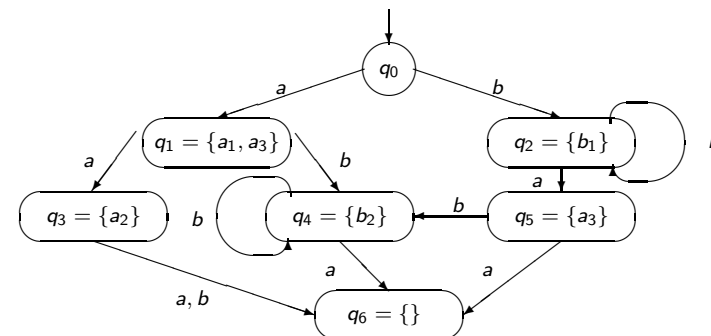 q0
a
b
q1 = {a1, a3}
q2 = {b1}
a
b
a
q3 = {a2}
b
q4 = {b2}
b
q5 = {a3}
a
a
a, b
q6 = {}